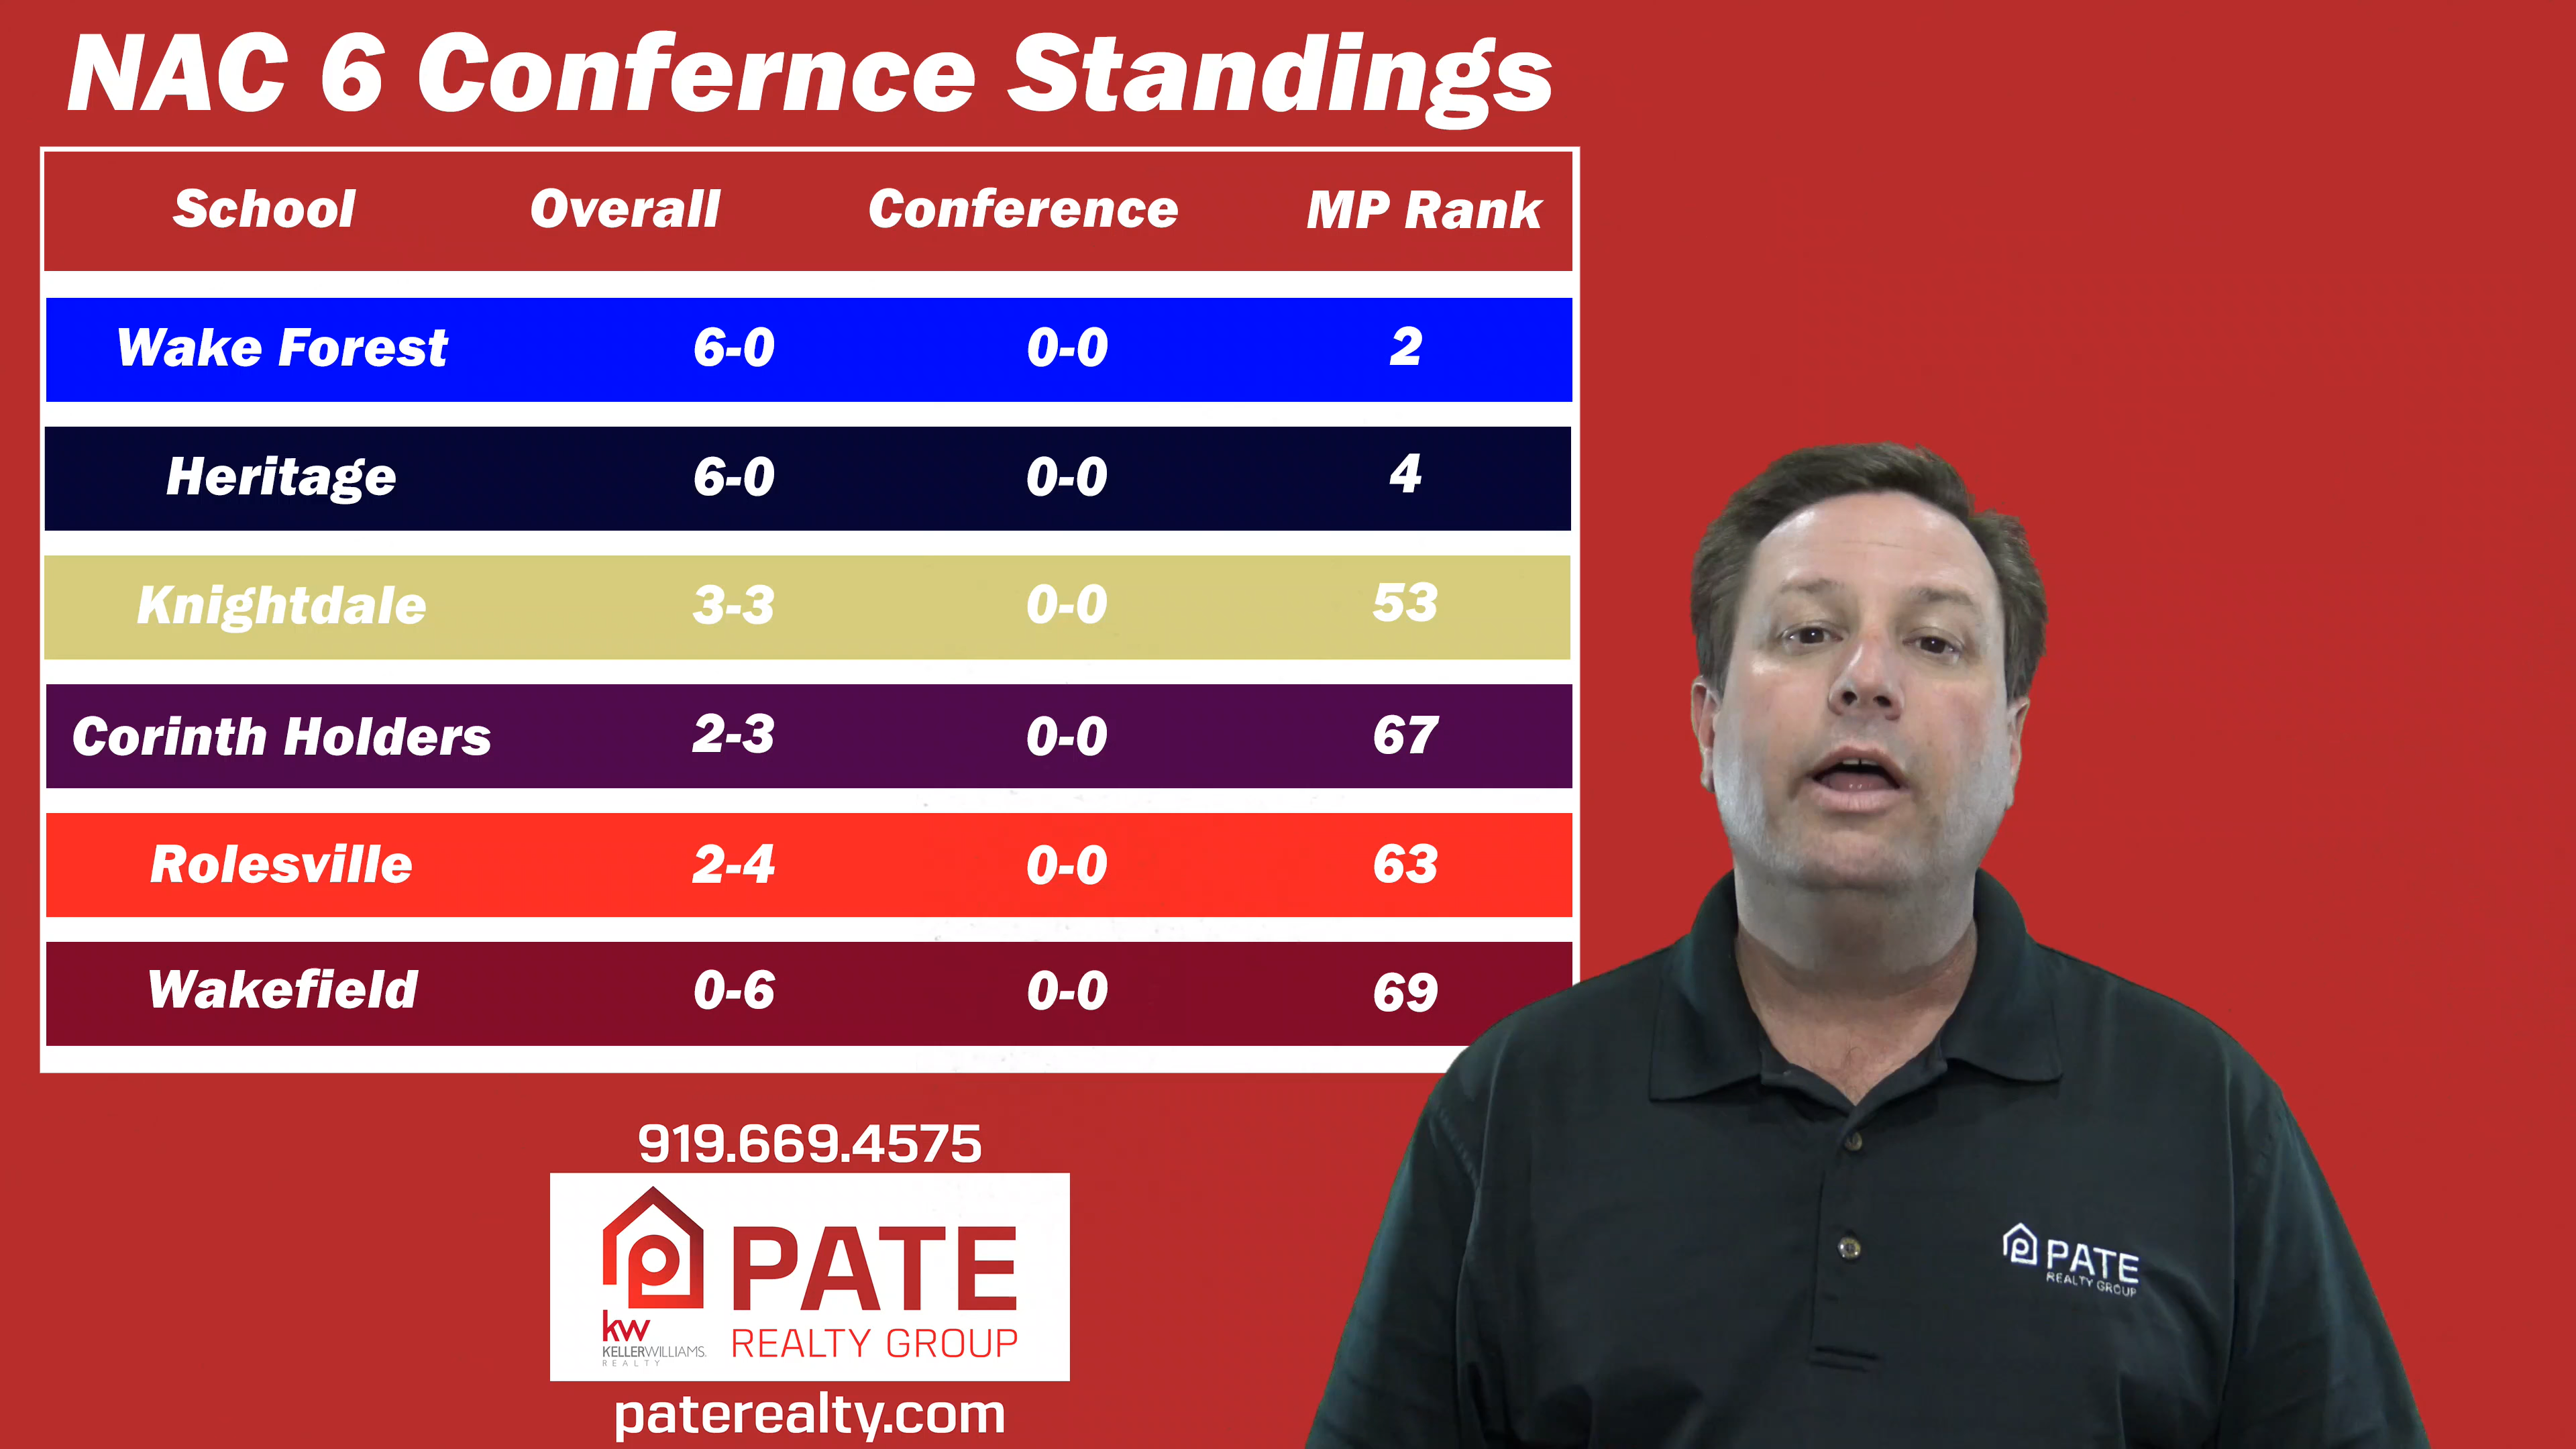 NAC 6 Confernce Standings
School Overall Conference MP Rank
Wake Forest 6-0 0-0 2
Heritage 6-0 0-0 4
Knightdale 3-3 0-0 53
Corinth Holders 2-3 0-0 67
Rolesville 2-4 0-0 63
Wakefield 0-6 0-0 69
919.669.4575
PATE
REALTY GROUP
kw
KELLERWILLIAMS.
REALTY
paterealty.com
PATE
REALTY GROUP